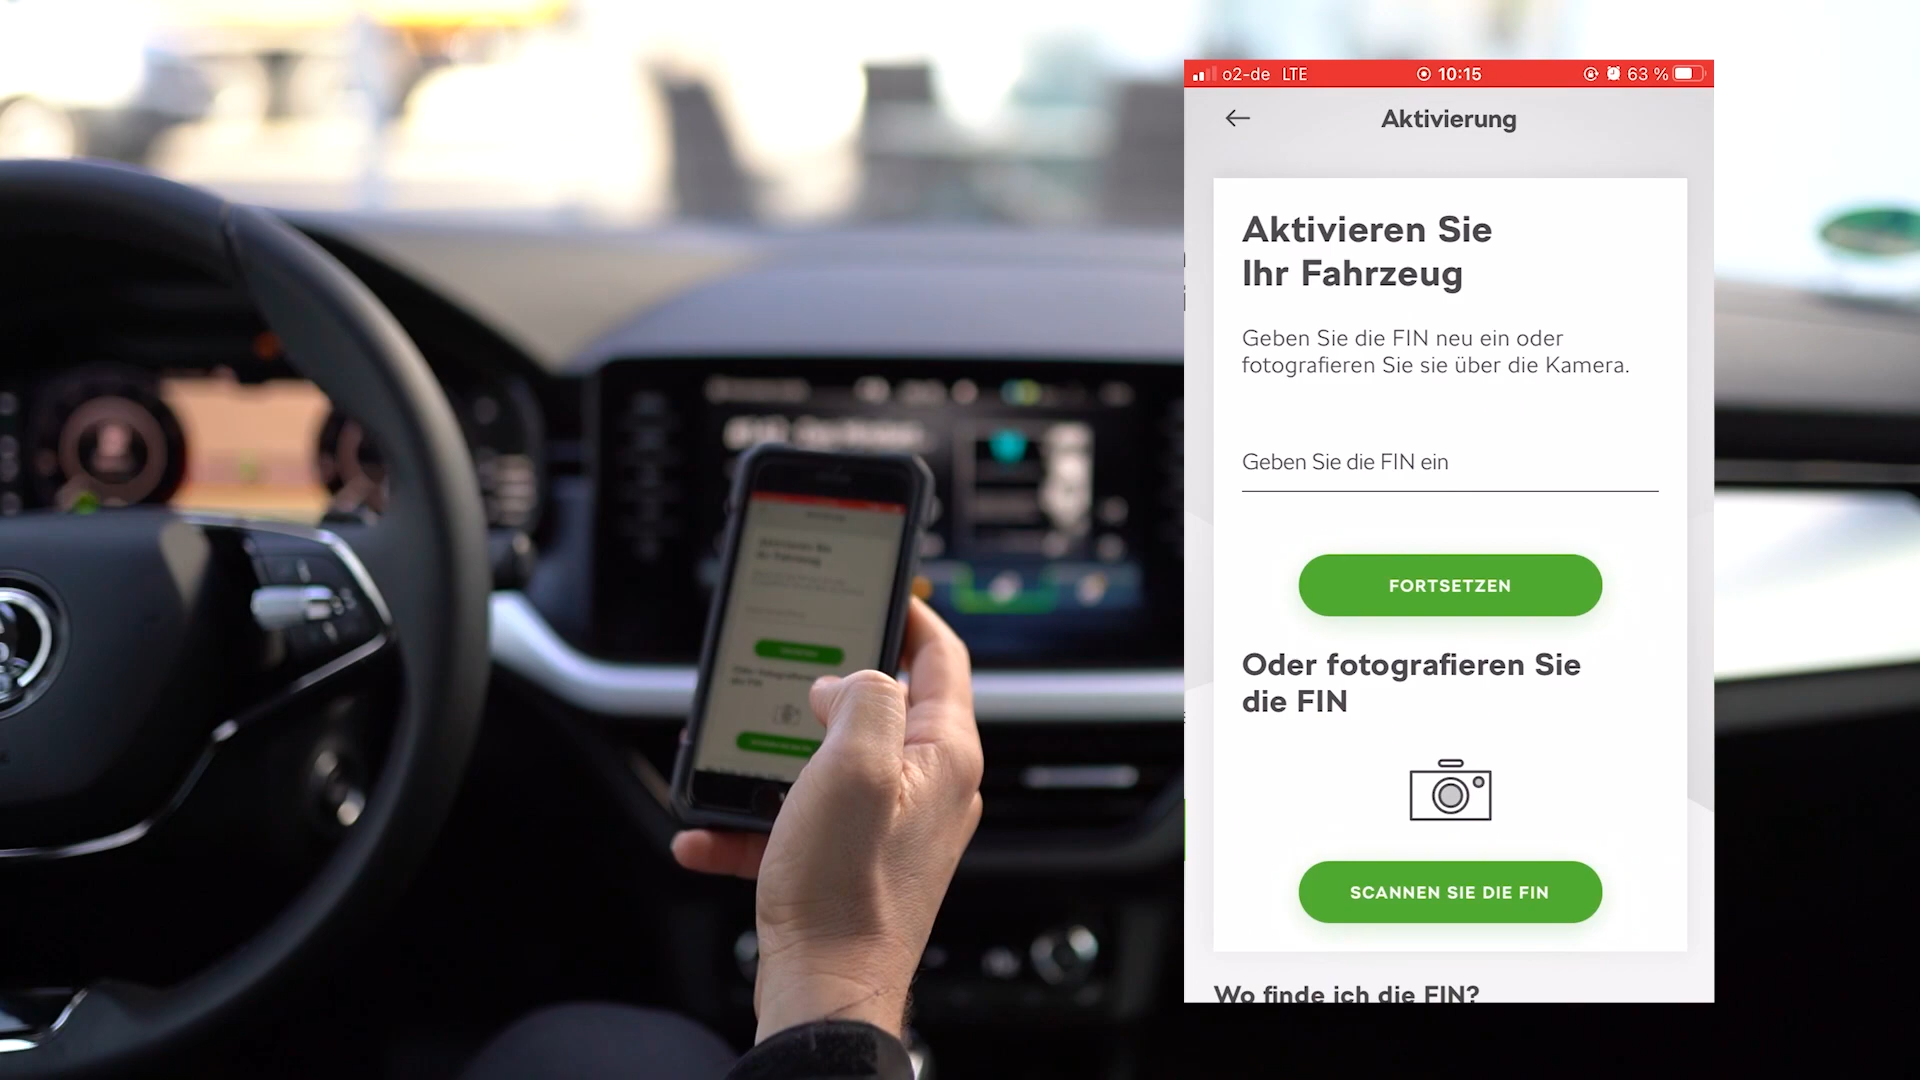 o2-de LTE 10:15 63 %
Aktivierung
Aktivieren Sie
Ihr Fahrzeug
Geben Sie die FIN neu ein oder
fotografieren Sie sie über die Kamera.
Geben Sie die FIN ein
FORTSETZEN
Oder fotografieren Sie
die FIN
SCANNEN SIE DIE FIN
Wo finde ich die FIN?